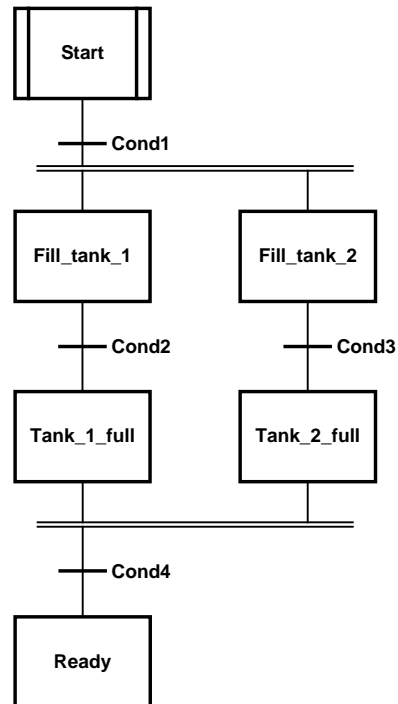 Start
Cond1
Fill_tank_1
Fill_tank_2
Cond2
Cond3
Tank_1_full
Tank_2_full
Cond4
Ready